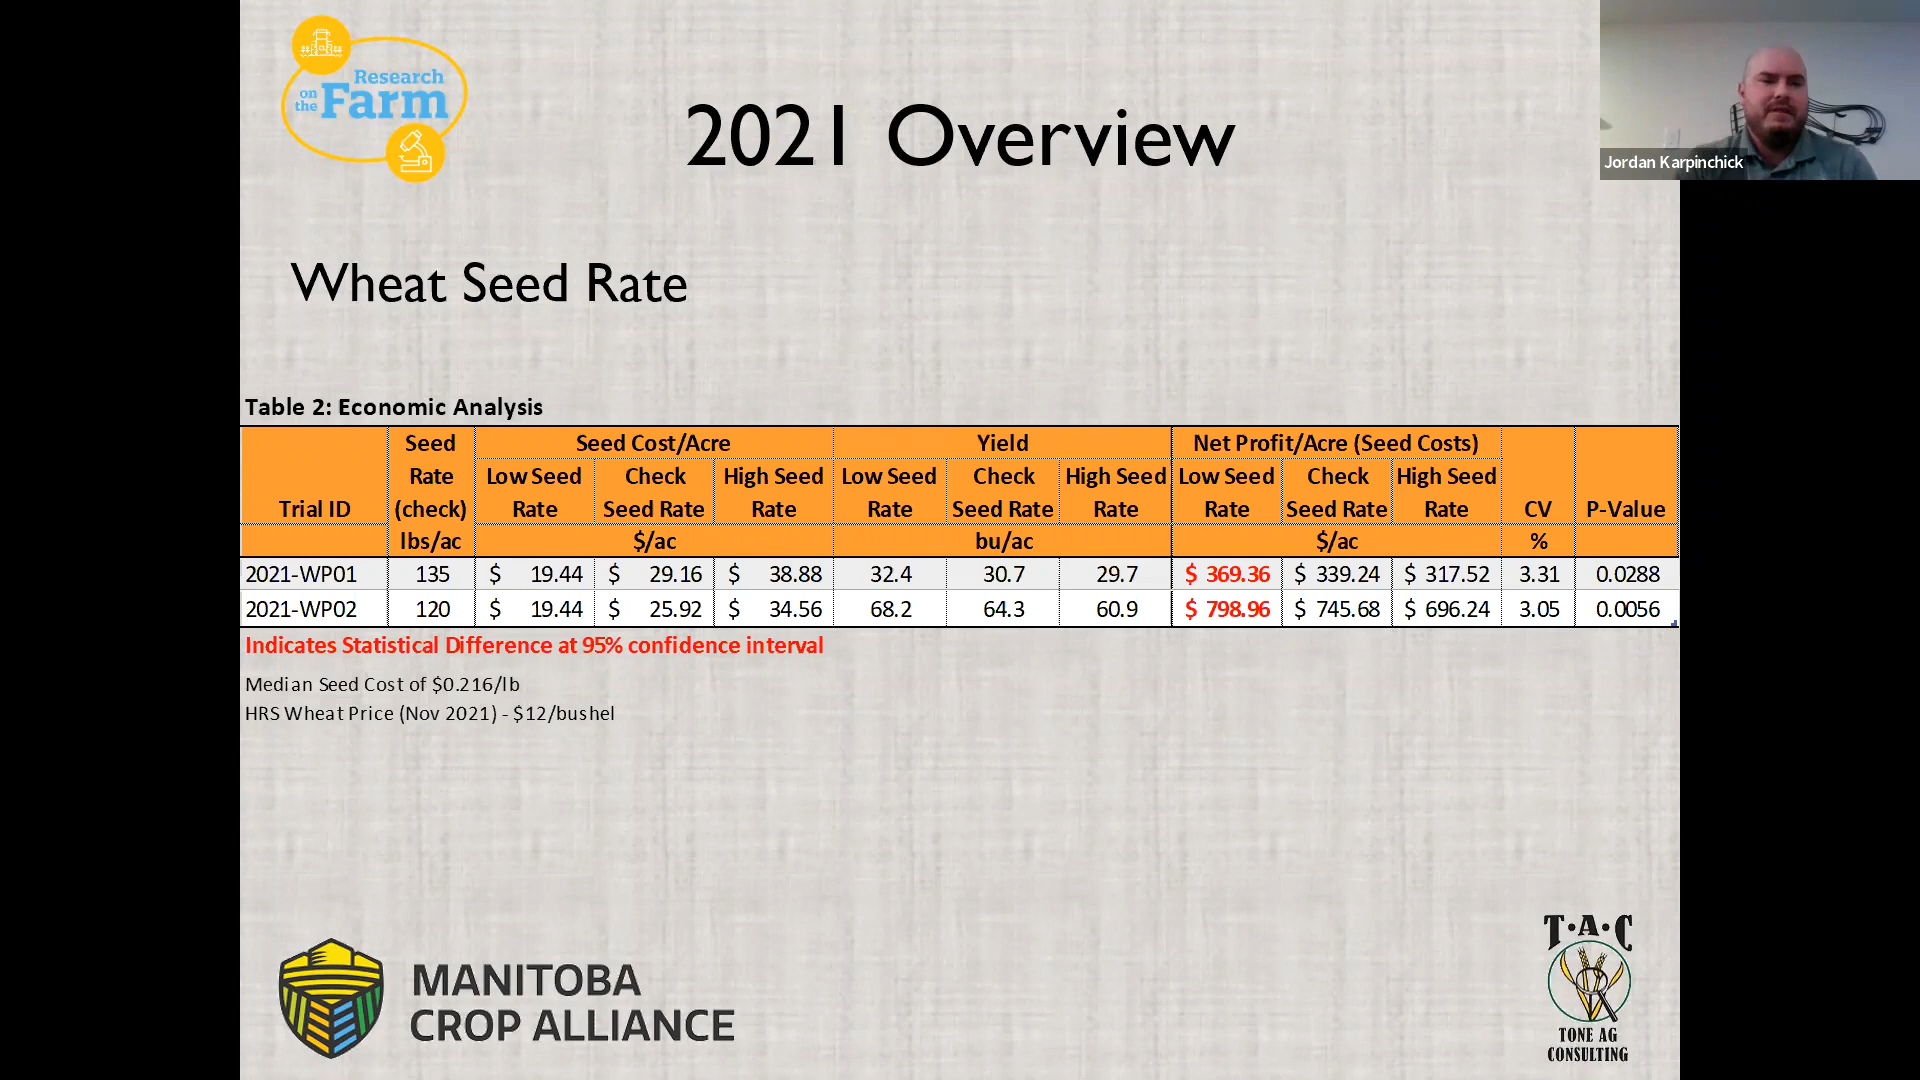 Research
on
the
Farm
2021 Overview
Jordan Karpinchick
Wheat Seed Rate
Table 2: Economic Analysis
Seed Seed Cost/Acre Yield Net Profit/Acre (Seed Costs)
Rate Low Seed Check High Seed Low Seed Check High Seed Low Seed Check High Seed
Trial ID (check) Rate Seed Rate Rate Rate Seed Rate Rate Rate Seed Rate Rate CV P-Value
lbs/ac $/ac bu/ac $/ac %
2021-WP01 135 $ 19.44 $ 29.16 $ 38.88 32.4 30.7 29.7 $ 369.36 $ 339.24 $ 317.52 3.31 0.0288
2021-WP02 120 $ 19.44 $ 25.92 $ 34.56 68.2 64.3 60.9 $ 798.96 $ 745.68 $ 696.24 3.05 0.0056
Indicates Statistical Difference at 95% confidence interval
Median Seed Cost of $0.216/lb
HRS Wheat Price (Nov 2021) - $12/bushel
MANITOBA
CROP ALLIANCE
T·A·C
TONE AG
CONSULTING